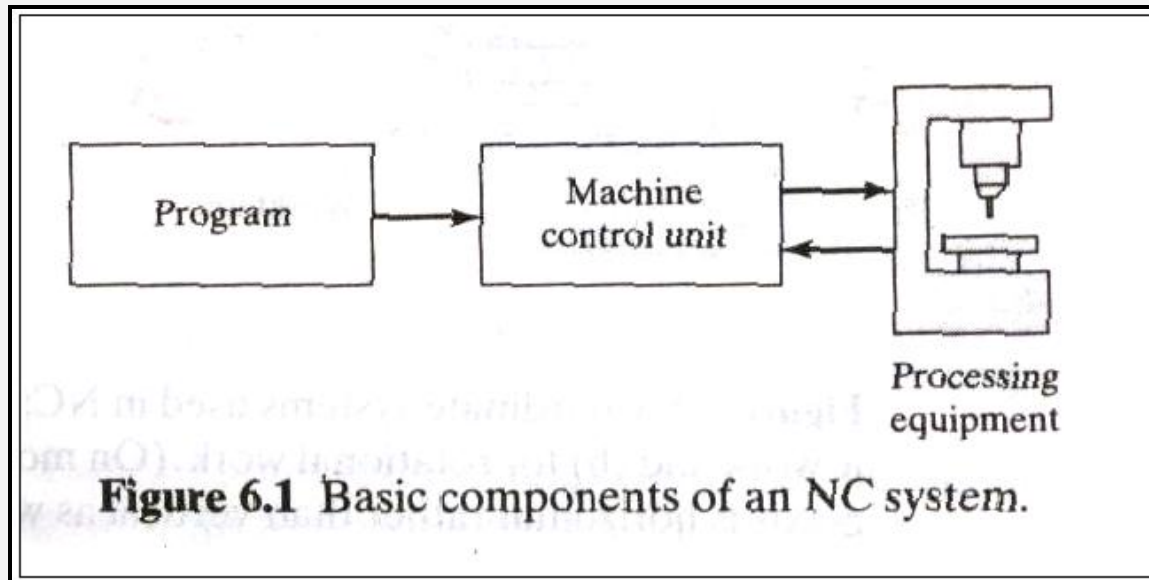 Program
Machine
control unit
Processing
equipment
Figure 6.1 Basic components of an NC system.